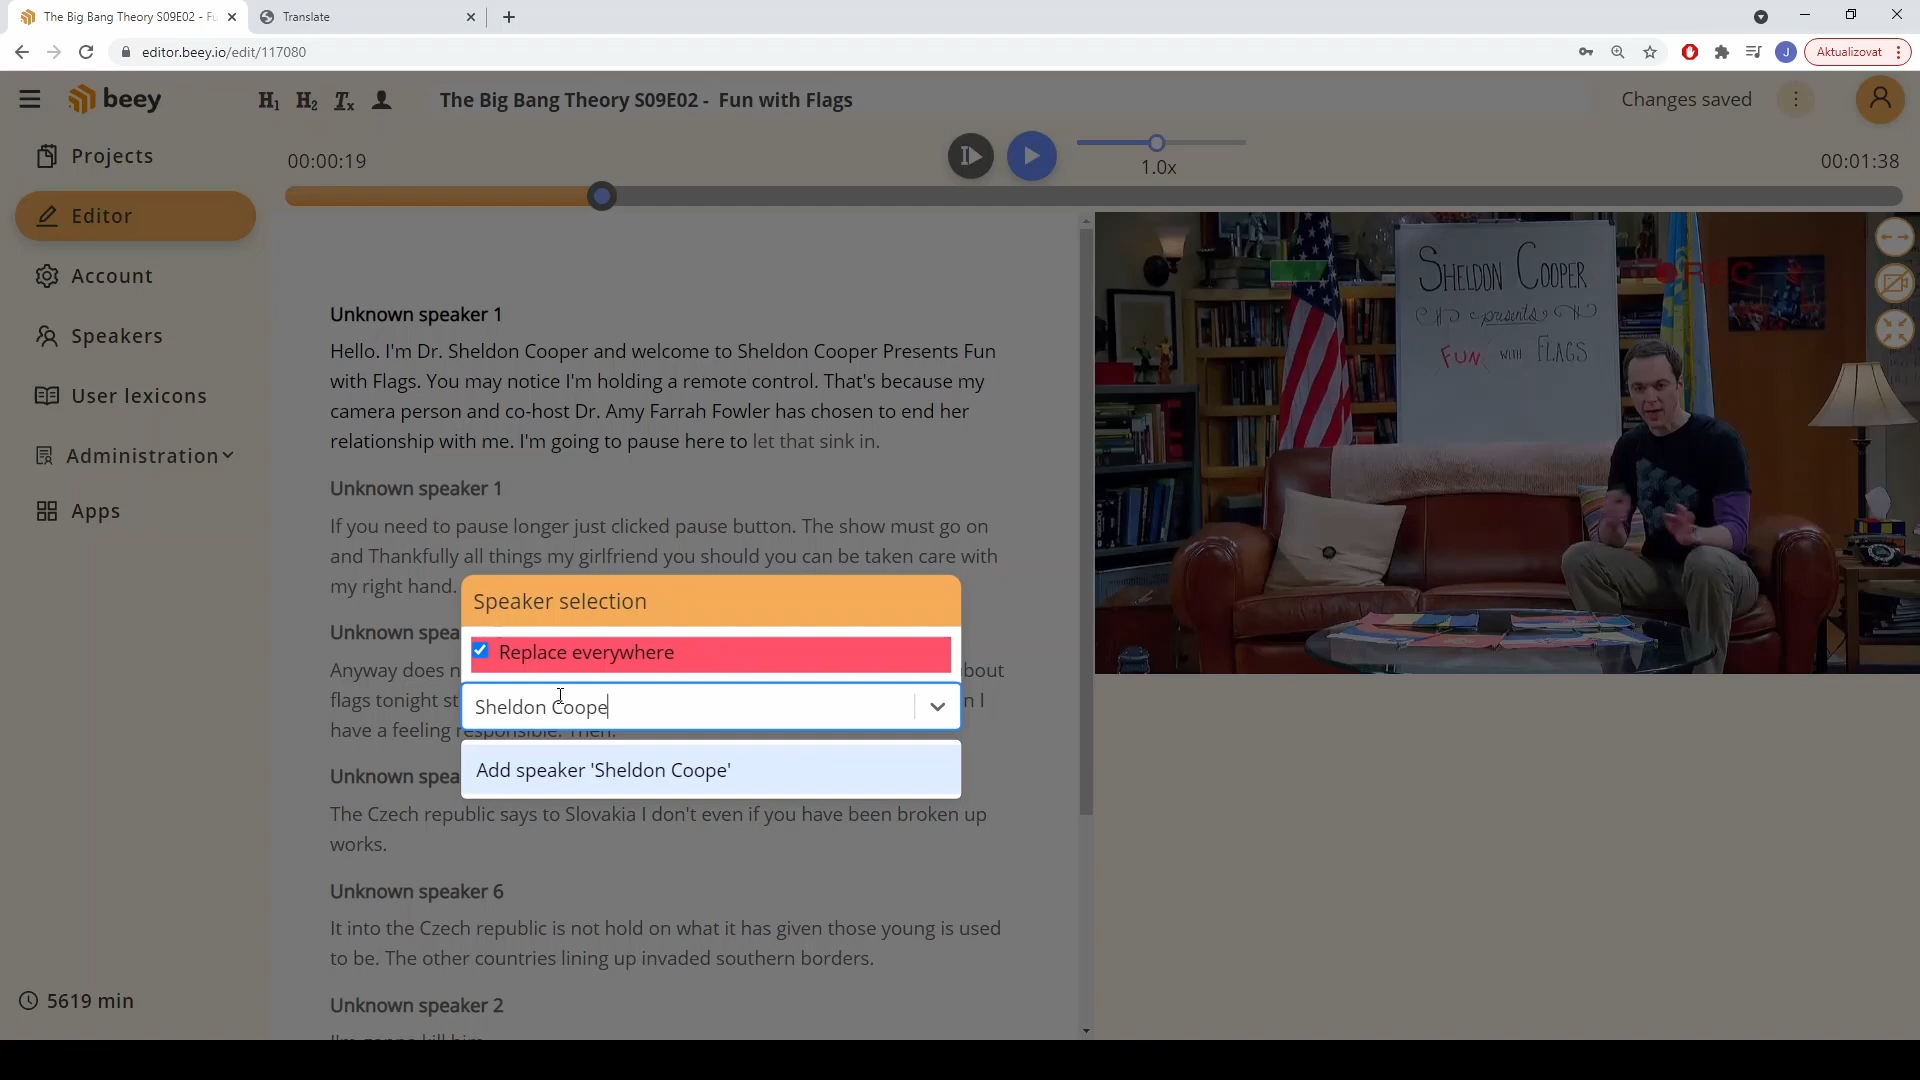 The Big Bang Theory S09E02 - Fu
Translate
editor.beey.io/edit/117080
J
Aktualizovat
beey
H1 H2 Tx
The Big Bang Theory S09E02 - Fun with Flags
Changes saved
Projects
Editor
Account
Speakers
User lexicons
Administration
Apps
5619 min
00:00:19
1.0x
00:01:38
Unknown speaker 1
Hello. I'm Dr. Sheldon Cooper and welcome to Sheldon Cooper Presents Fun
with Flags. You may notice I'm holding a remote control. That's because my
camera person and co-host Dr. Amy Farrah Fowler has chosen to end her
relationship with me. I'm going to pause here to let that sink in.
Unknown speaker 1
If you need to pause longer just clicked pause button. The show must go on
and Thankfully all things my girlfriend you should you can be taken care with
my right hand.
Unknown spea
Anyway does n
bout
flags tonight st
n I
have a feeling responsible. Then.
Unknown spea
The Czech republic says to Slovakia I don't even if you have been broken up
works.
Unknown speaker 6
It into the Czech republic is not hold on what it has given those young is used
to be. The other countries lining up invaded southern borders.
Unknown speaker 2
I'm gonna kill him
Speaker selection
Replace everywhere
Sheldon Coope
Add speaker 'Sheldon Coope'
SHELDON COOPER
presents
FUN WITH FLAGS
REC